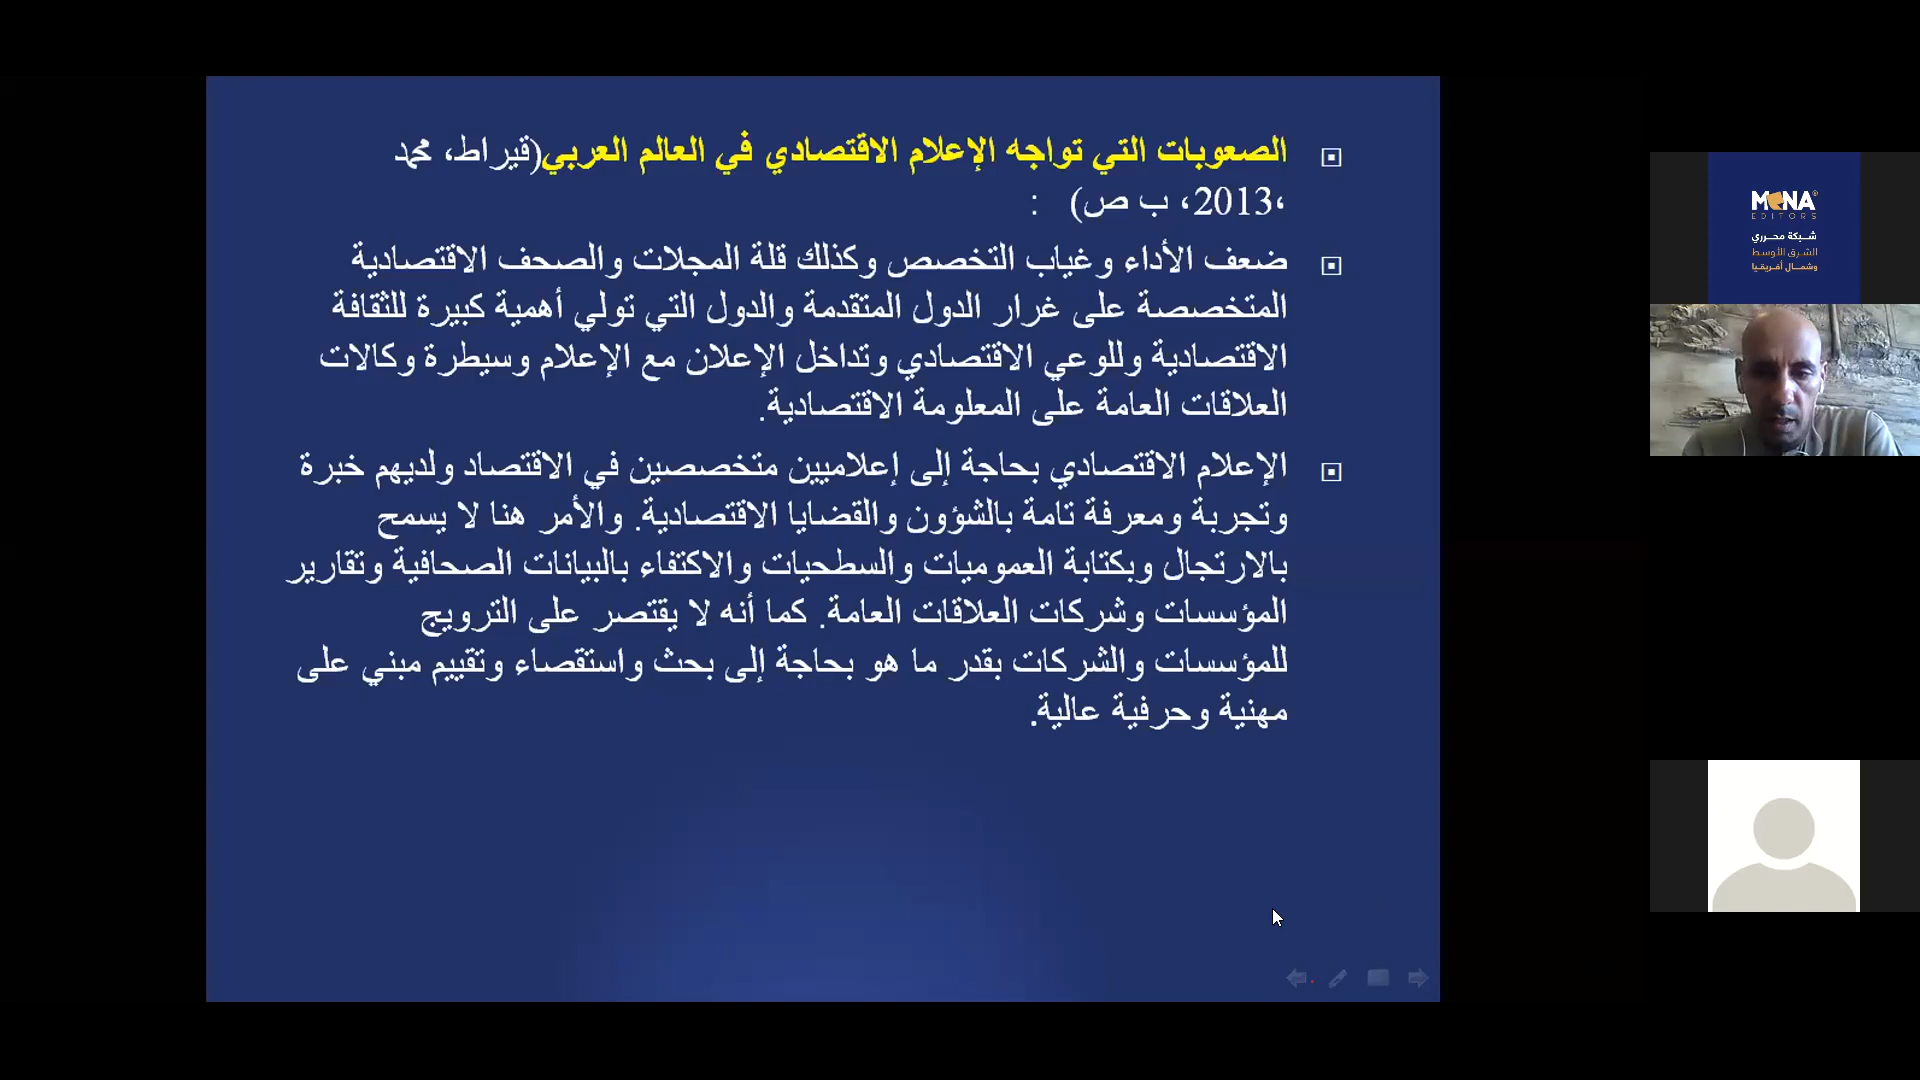 الصعوبات التي تواجه الإعلام الاقتصادي في العالم العربي(قيراط، محمد
،2013، ب ص) :
ضعف الأداء وغياب التخصص وكذلك قلة المجلات والصحف الاقتصادية
المتخصصة على غرار الدول المتقدمة والدول التي تولي أهمية كبيرة للثقافة
الاقتصادية وللوعي الاقتصادي وتداخل الإعلان مع الإعلام وسيطرة وكالات
العلاقات العامة على المعلومة الاقتصادية.
الإعلام الاقتصادي بحاجة إلى إعلاميين متخصصين في الاقتصاد ولديهم خبرة
وتجربة ومعرفة تامة بالشؤون والقضايا الاقتصادية. والأمر هنا لا يسمح
بالارتجال وبكتابة العموميات والسطحيات والاكتفاء بالبيانات الصحافية وتقارير
المؤسسات وشركات العلاقات العامة. كما أنه لا يقتصر على الترويج
للمؤسسات والشركات بقدر ما هو بحاجة إلى بحث واستقصاء وتقييم مبني على
مهنية وحرفية عالية.
MENA
EDITORS
شبكة محرري
الشرق الأوسط
وشمال أفريقيا